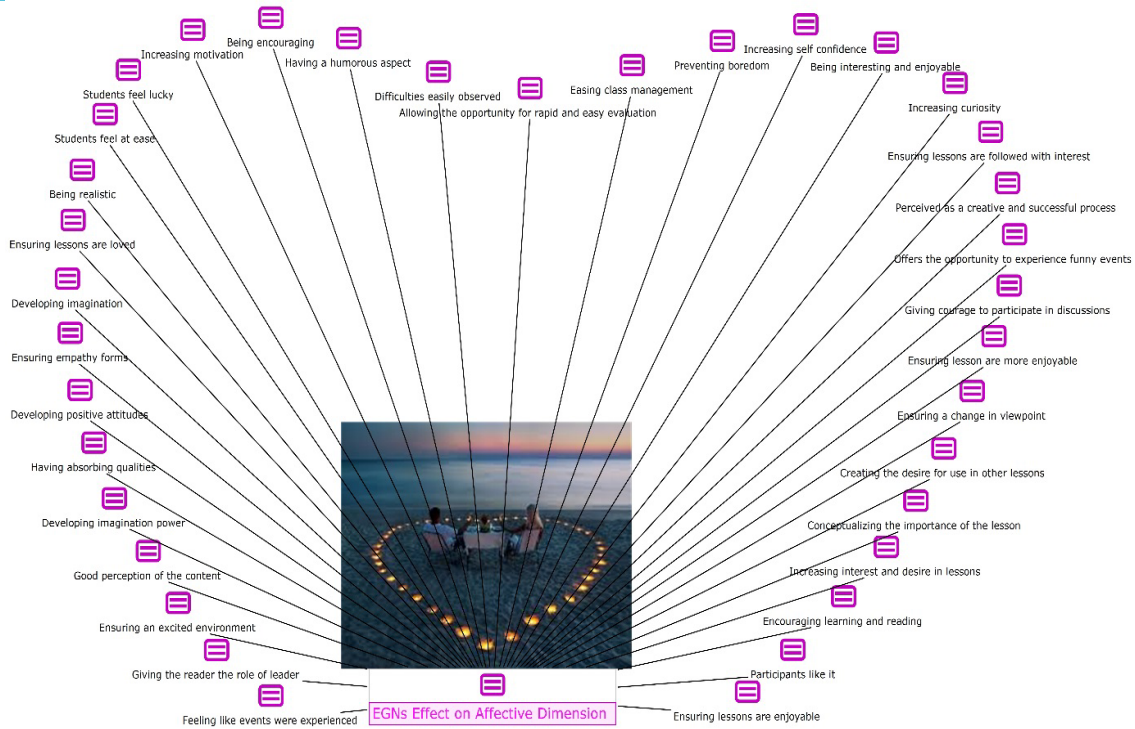 Being encouraging
Increasing self confidence
Increasing motivation
Having a humorous aspect
Preventing boredom
Being interesting and enjoyable
Students feel lucky
Difficulties easily observed
Easing class management
Increasing curiosity
Allowing the opportunity for rapid and easy evaluation
Students feel at ease
Ensuring lessons are followed with interest
Being realistic
Perceived as a creative and successful process
Ensuring lessons are loved
Offers the opportunity to experience funny events
Developing imagination
Giving courage to participate in discussions
Ensuring empathy forms
Ensuring lesson are more enjoyable
Developing positive attitudes
Ensuring a change in viewpoint
Having absorbing qualities
Creating the desire for use in other lessons
Developing imagination power
Conceptualizing the importance of the lesson
Good perception of the content
Increasing interest and desire in lessons
Ensuring an excited environment
Encouraging learning and reading
Giving the reader the role of leader
Participants like it
Feeling like events were experienced
EGNs Effect on Affective Dimension
Ensuring lessons are enjoyable